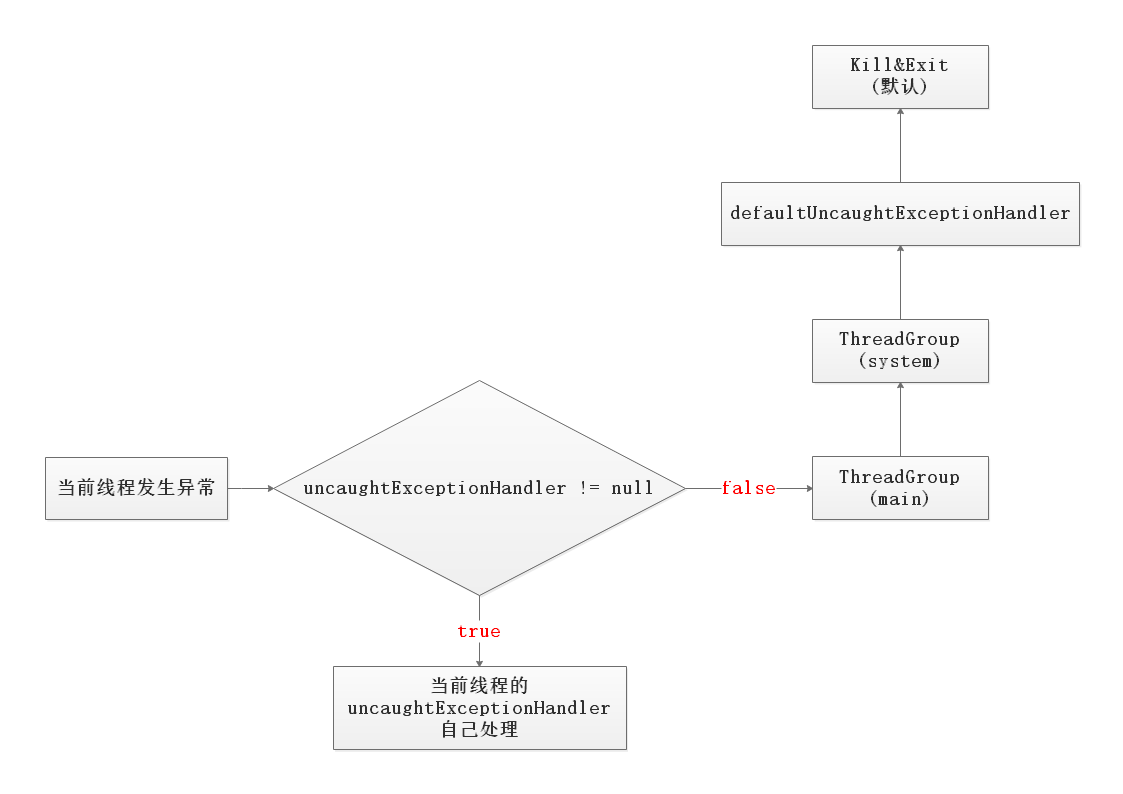 Kill&Exit
(默认)
defaultUncaughtExceptionHandler
ThreadGroup
(system)
当前线程发生异常
uncaughtExceptionHandler != null
false
ThreadGroup
(main)
true
当前线程的
uncaughtExceptionHandler
自己处理